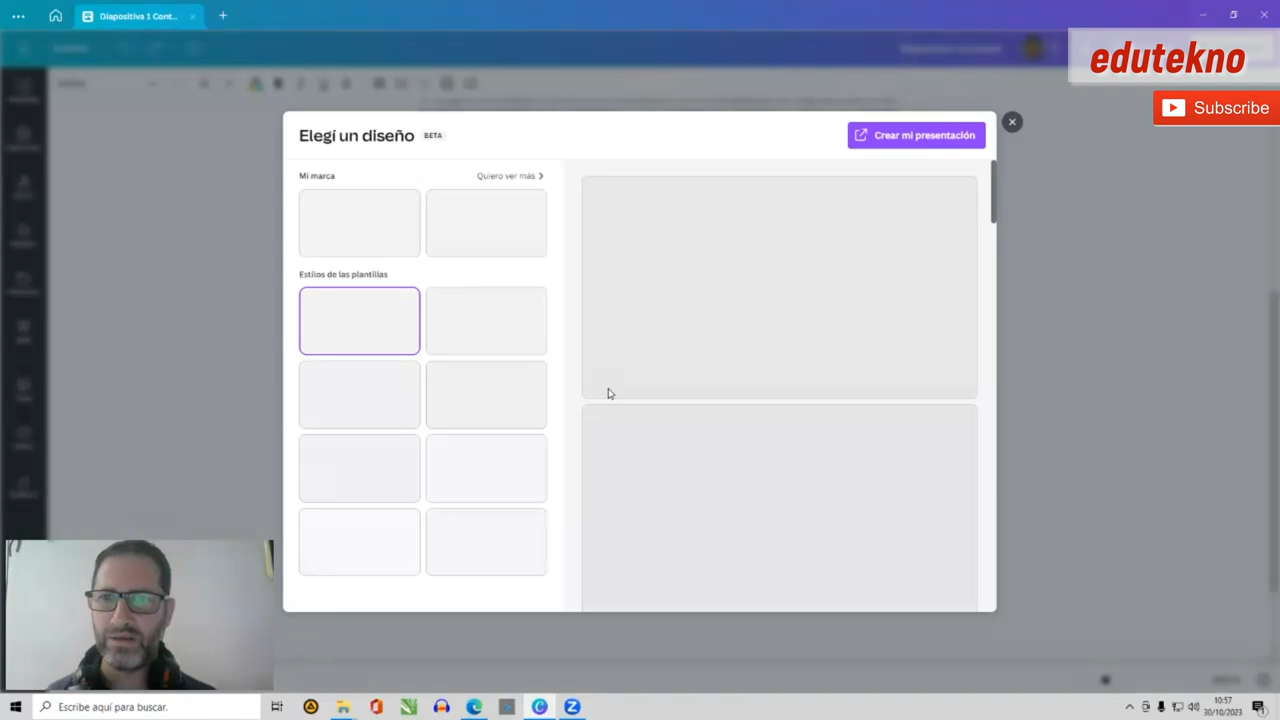 Diapositiva 1 Cont...
edutekno
Subscribe
Elegí un diseño BETA
Crear mi presentación
Mi marca
Quiero ver más
Estilos de las plantillas
Escribe aquí para buscar.
10:57
30/10/2023